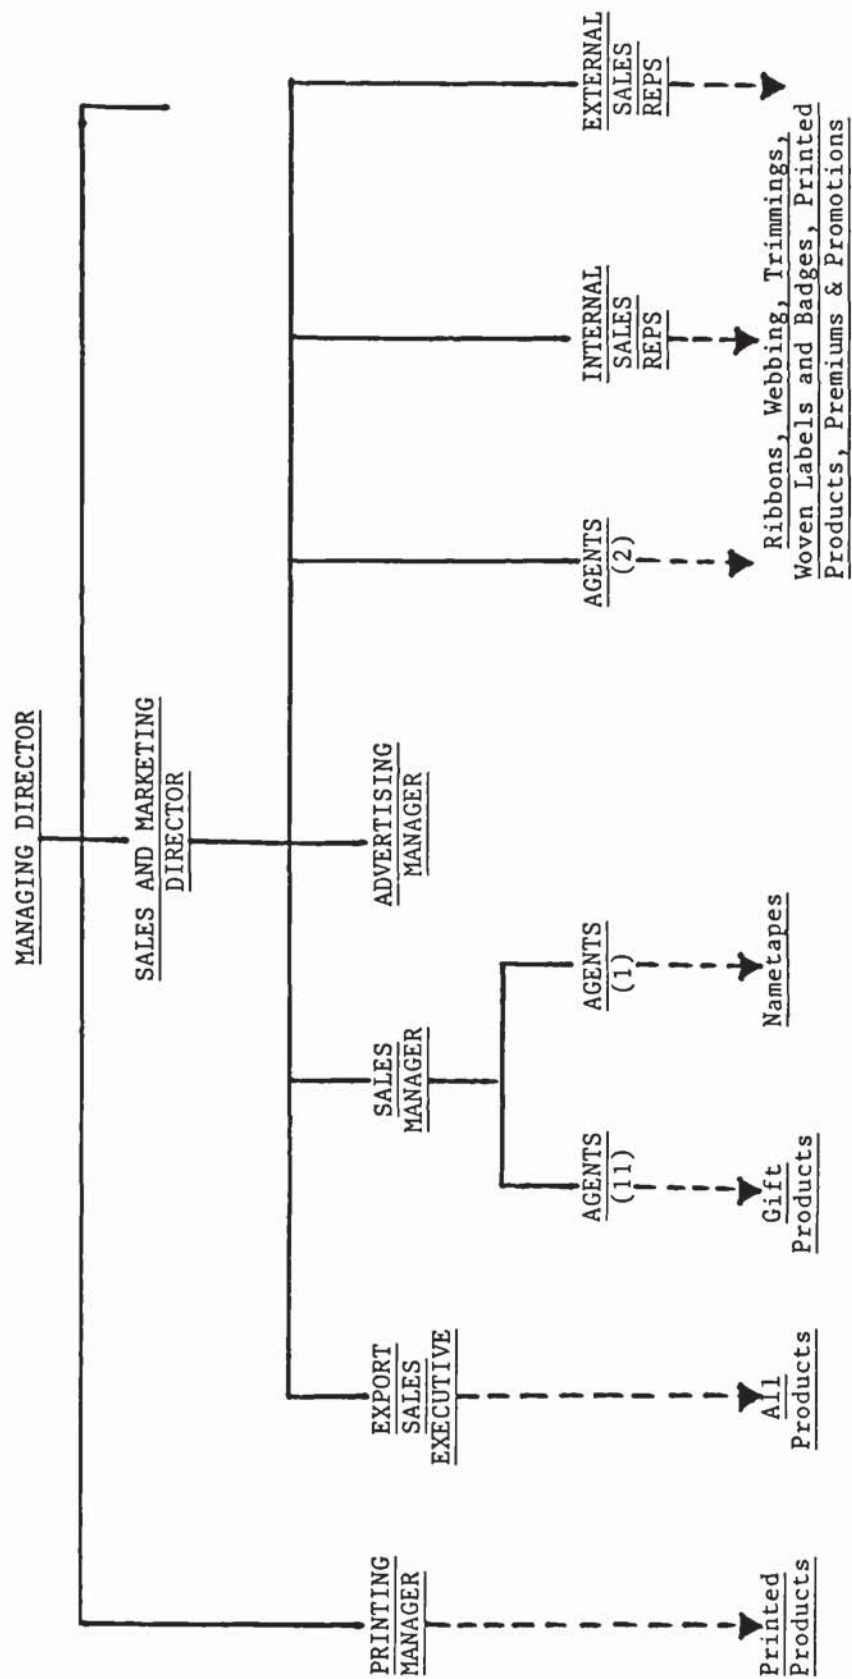 MANAGING DIRECTOR
SALES AND MARKETING
DIRECTOR
PRINTING
MANAGER
EXPORT
SALES
EXECUTIVE
SALES
MANAGER
ADVERTISING
MANAGER
AGENTS
(11)
AGENTS
(1)
AGENTS
(2)
INTERNAL
SALES
REPS
EXTERNAL
SALES
REPS
Printed
Products
All
Products
Gift
Products
Nametapes
Ribbons, Webbing, Trimmings,
Woven Labels and Badges, Printed
Products, Premiums & Promotions